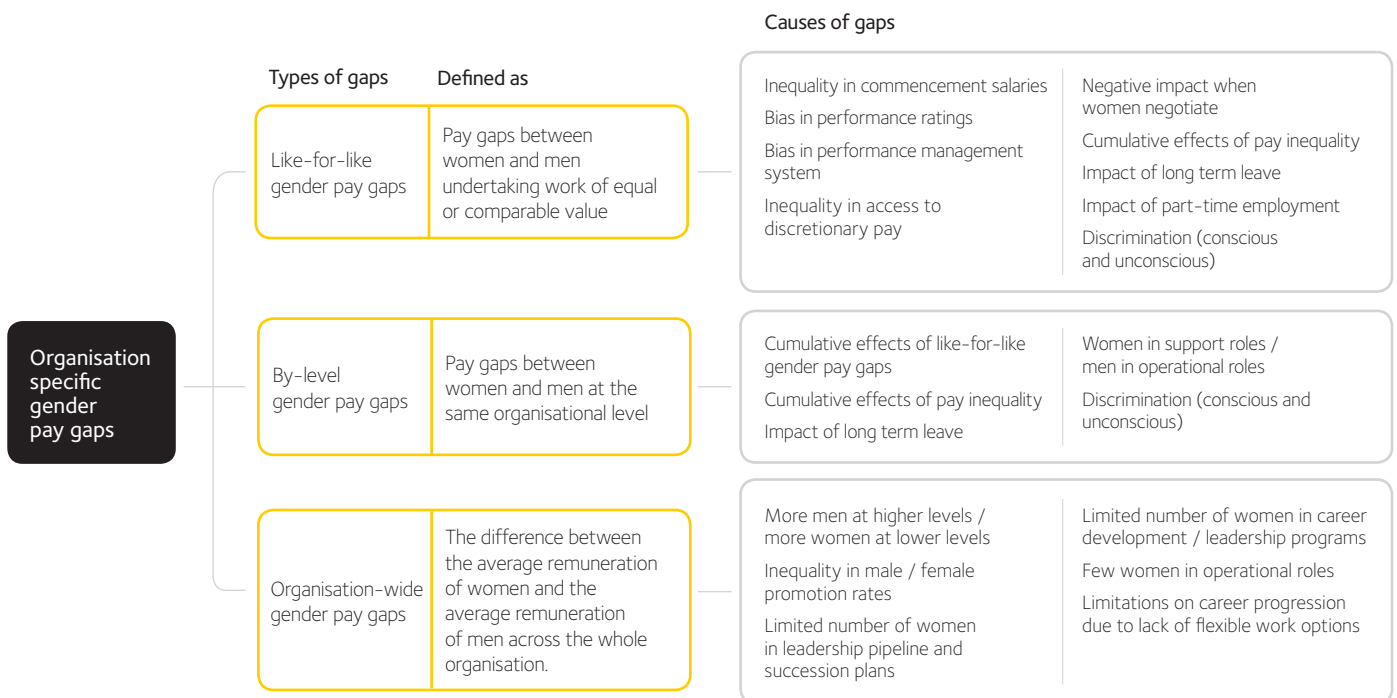 Causes of gaps
Types of gaps
Defined as
Organisation
specific
gender
pay gaps
Like-for-like
gender pay gaps
Pay gaps between
women and men
undertaking work of equal
or comparable value
Inequality in commencement salaries
Bias in performance ratings
Bias in performance management
system
Inequality in access to
discretionary pay
Negative impact when
women negotiate
Cumulative effects of pay inequality
Impact of long term leave
Impact of part-time employment
Discrimination (conscious
and unconscious)
By-level
gender pay gaps
Pay gaps between
women and men at the
same organisational level
Cumulative effects of like-for-like
gender pay gaps
Cumulative effects of pay inequality
Impact of long term leave
Women in support roles /
men in operational roles
Discrimination (conscious and
unconscious)
Organisation-wide
gender pay gaps
The difference between
the average remuneration
of women and the
average remuneration
of men across the whole
organisation.
More men at higher levels /
more women at lower levels
Inequality in male / female
promotion rates
Limited number of women
in leadership pipeline and
succession plans
Limited number of women in career
development / leadership programs
Few women in operational roles
Limitations on career progression
due to lack of flexible work options